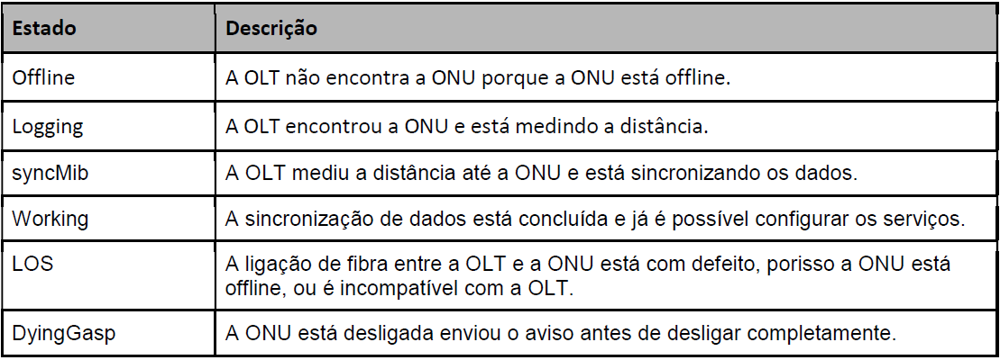 Estado Descrição
Offline A OLT não encontra a ONU porque a ONU está offline.
Logging A OLT encontrou a ONU e está medindo a distância.
syncMib A OLT mediu a distância até a ONU e está sincronizando os dados.
Working A sincronização de dados está concluída e já é possível configurar os serviços.
LOS A ligação de fibra entre a OLT e a ONU está com defeito, porisso a ONU está
offline, ou é incompatível com a OLT.
DyingGasp A ONU está desligada enviou o aviso antes de desligar completamente.